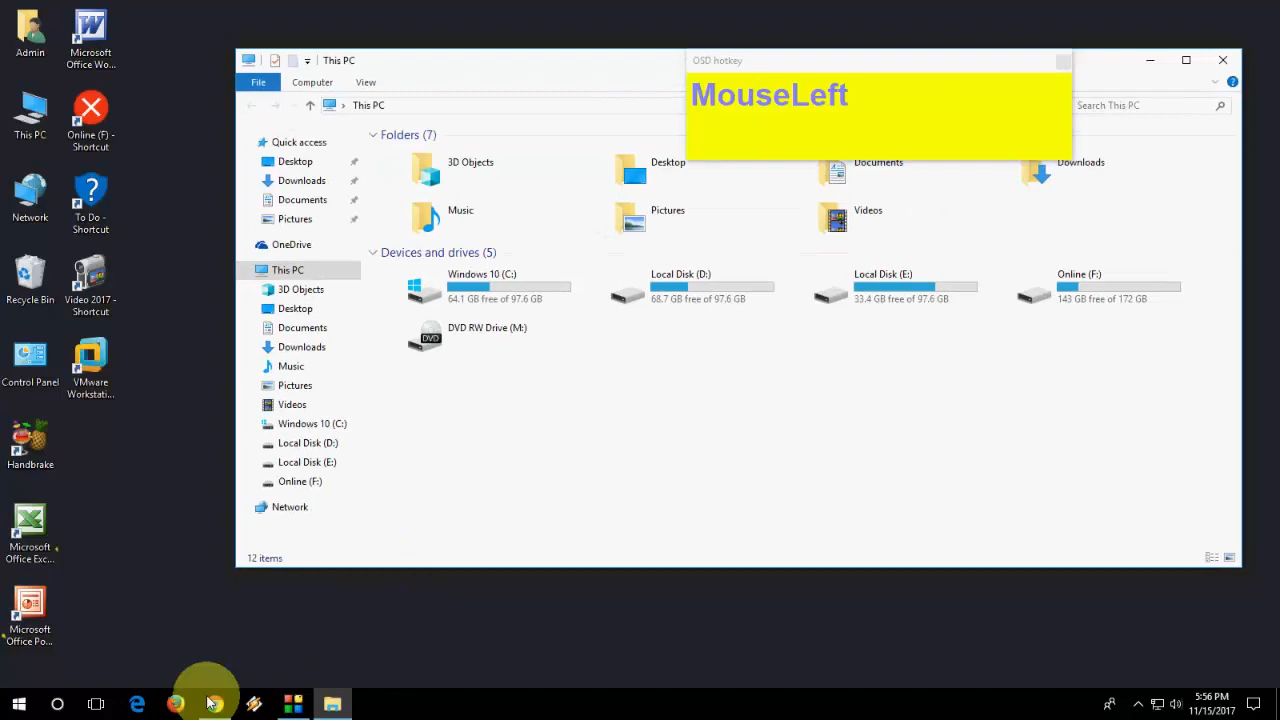 Admin
Microsoft
Office Wo...
This PC
Online (F) -
Shortcut
Network
To Do -
Shortcut
Recycle Bin
Video 2017 -
Shortcut
Control Panel
VMware
Workstati...
Handbrake
Microsoft
Office Exc...
Microsoft
Office Po...
This PC
OSD hotkey
MouseLeft
File
Computer
View
This PC
Search This PC
Quick access
Desktop
Downloads
Documents
Pictures
OneDrive
This PC
3D Objects
Desktop
Documents
Downloads
Music
Pictures
Videos
Windows 10 (C:)
Local Disk (D:)
Local Disk (E:)
Online (F:)
Network
Folders (7)
3D Objects
Desktop
Documents
Downloads
Music
Pictures
Videos
Devices and drives (5)
Windows 10 (C:)
64.1 GB free of 97.6 GB
Local Disk (D:)
68.7 GB free of 97.6 GB
Local Disk (E:)
33.4 GB free of 97.6 GB
Online (F:)
143 GB free of 172 GB
DVD RW Drive (M:)
DVD
12 items
5:56 PM
11/15/2017